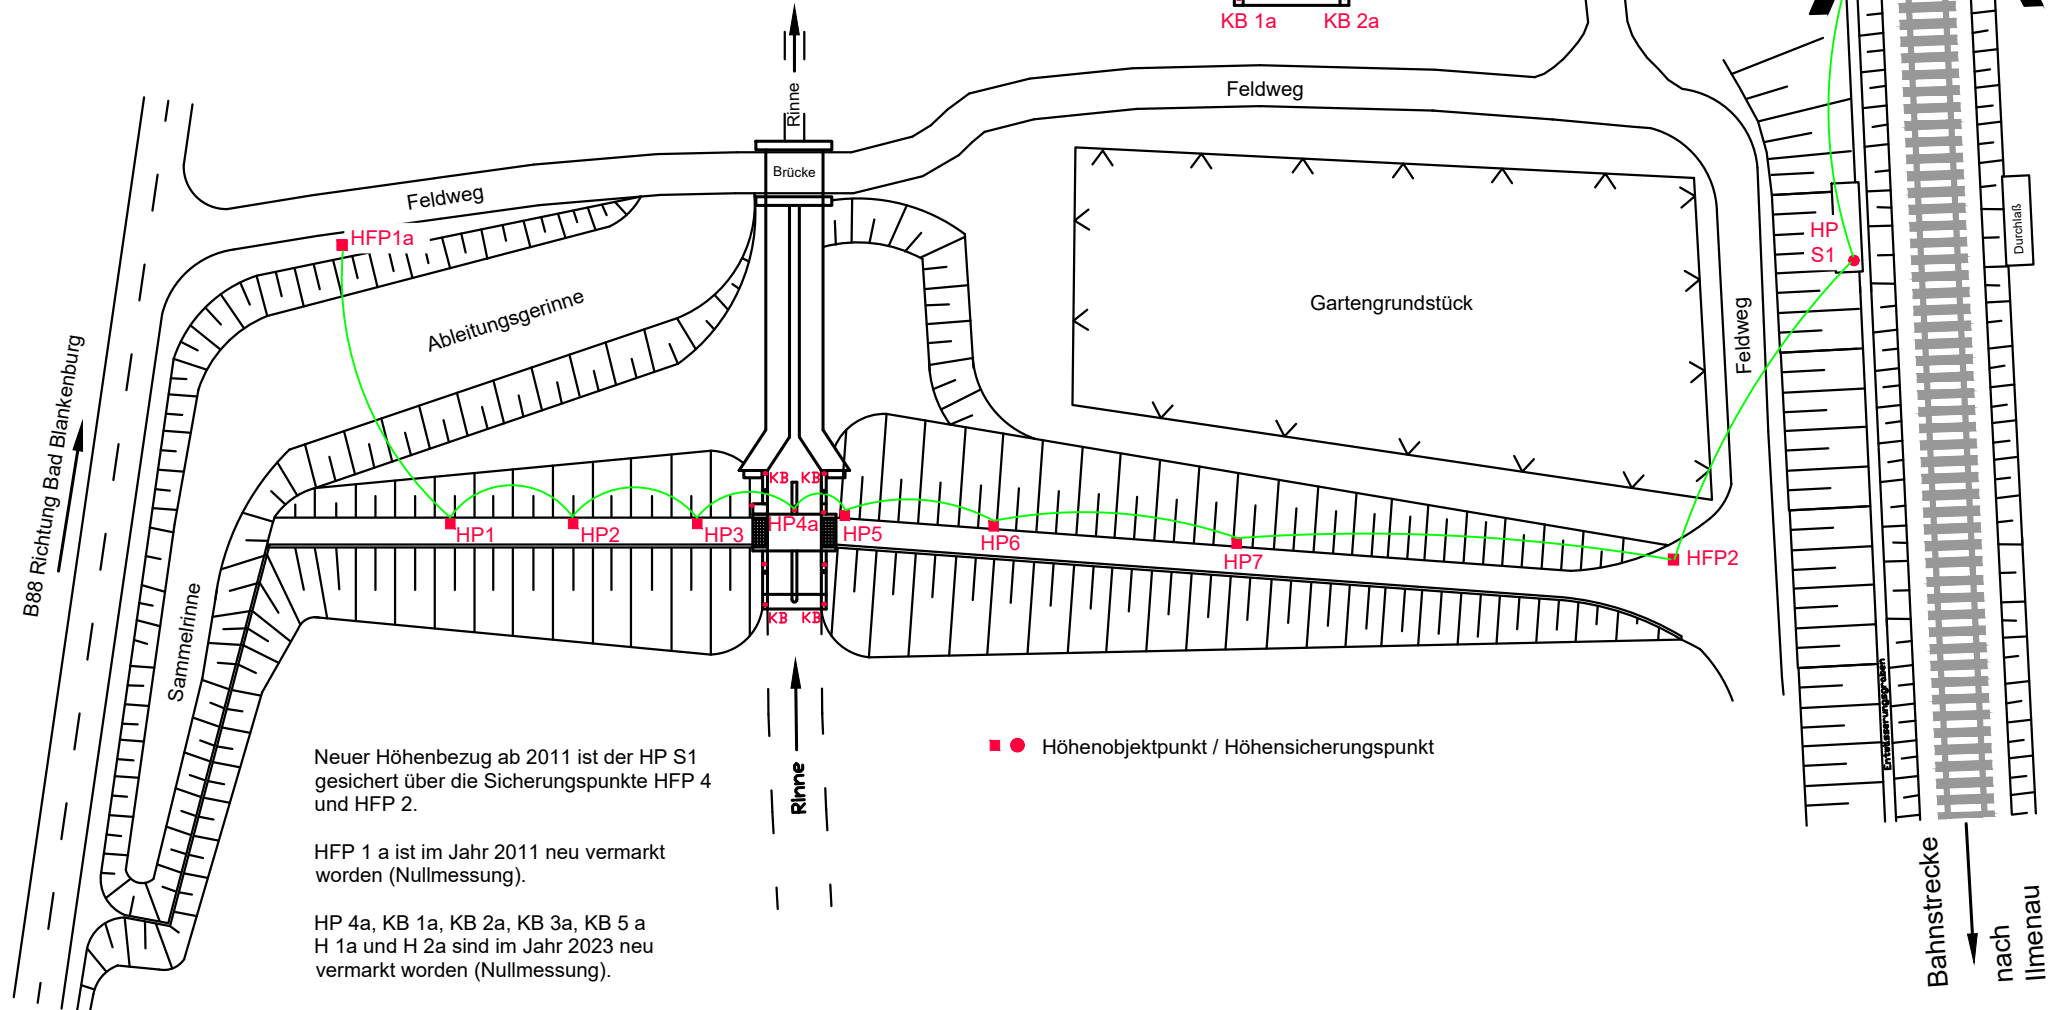 KB 1a
KB 2a
Rinne
Feldweg
Brücke
Feldweg
HFP1a
HP
S1
Durchlaß
Ableitungsgerinne
Gartengrundstück
Feldweg
B88 Richtung Bad Blankenburg
KB
KB
HP1
HP2
HP3
HP4a
HP5
HP6
HP7
HFP2
KB
KB
Sammelrinne
Entwässerungsgraben
Rinne
Höhenobjektpunkt / Höhensicherungspunkt
Neuer Höhenbezug ab 2011 ist der HP S1
gesichert über die Sicherungspunkte HFP 4
und HFP 2.
HFP 1 a ist im Jahr 2011 neu vermarkt
worden (Nullmessung).
HP 4a, KB 1a, KB 2a, KB 3a, KB 5 a
H 1a und H 2a sind im Jahr 2023 neu
vermarkt worden (Nullmessung).
Bahnstrecke
nach
Ilmenau